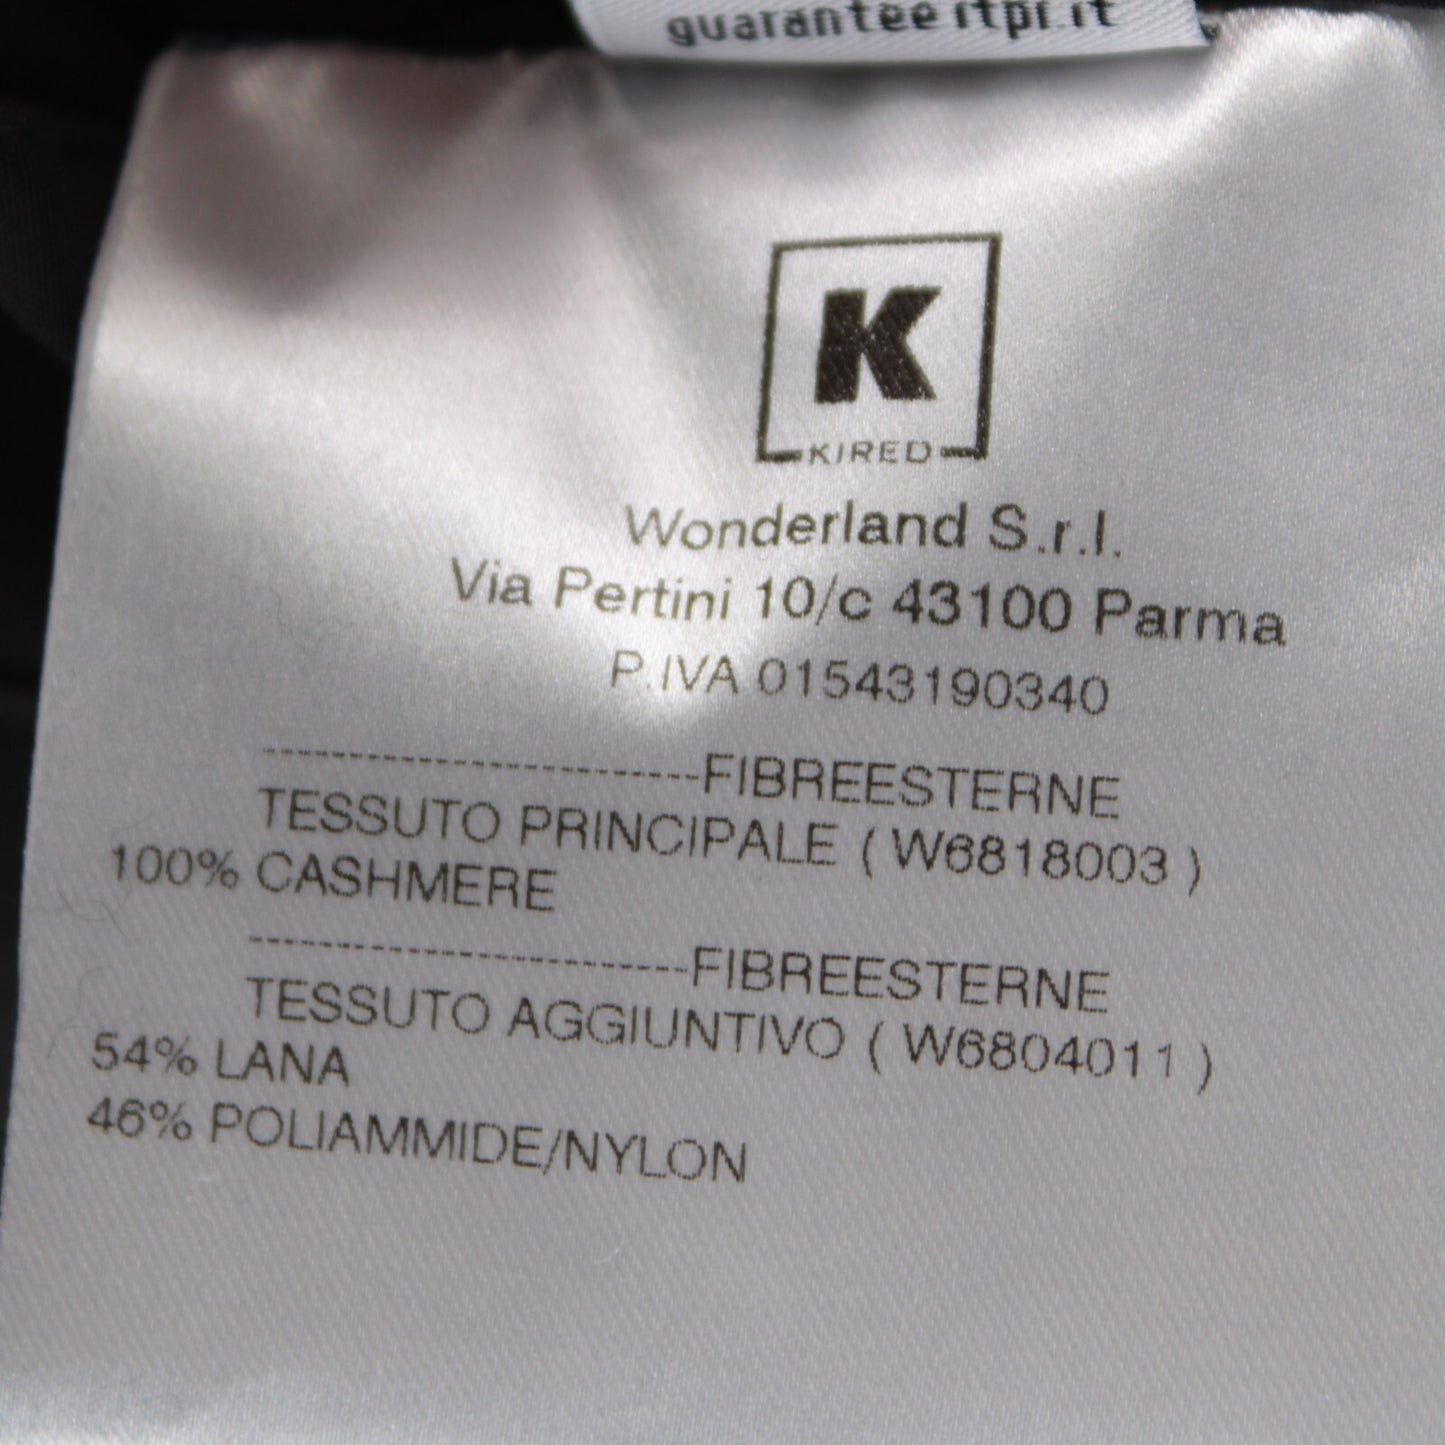 guarantee itpi.it
K
KIRED
Wonderland S.r.l.
Via Pertini 10/c 43100 Parma
P.IVA 01543190340
------------------------FIBREESTERNE
TESSUTO PRINCIPALE ( W6818003 )
100% CASHMERE
------------------------FIBREESTERNE
TESSUTO AGGIUNTIVO ( W6804011 )
54% LANA
46% POLIAMMIDE/NYLON